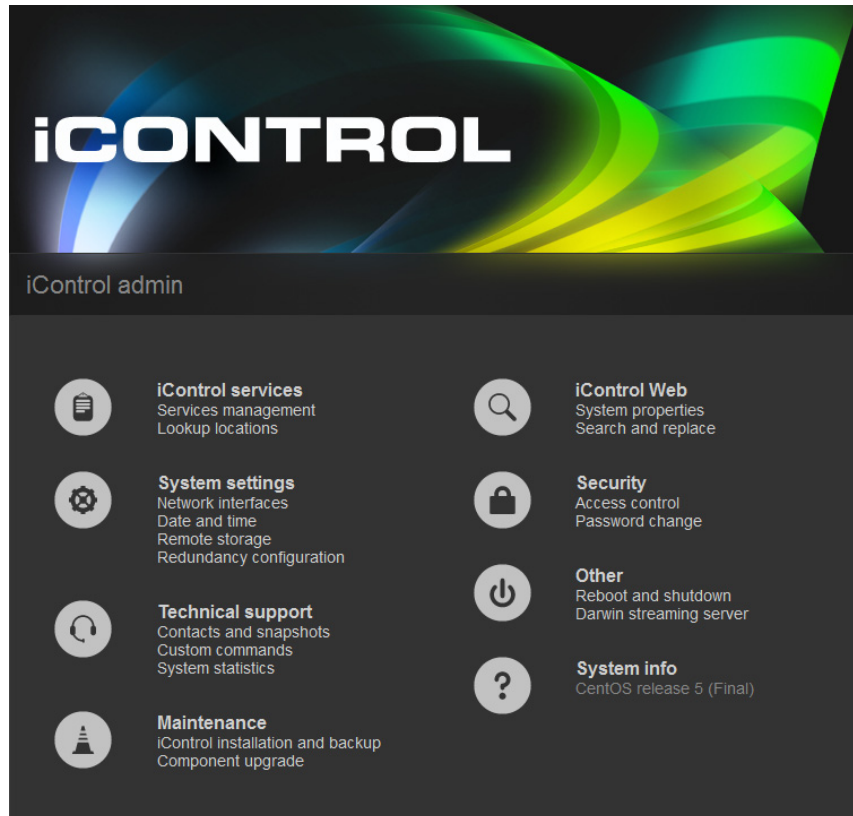 iCONTROL
iControl admin
iControl services
Services management
Lookup locations
System settings
Network interfaces
Date and time
Remote storage
Redundancy configuration
Technical support
Contacts and snapshots
Custom commands
System statistics
Maintenance
iControl installation and backup
Component upgrade
iControl Web
System properties
Search and replace
Security
Access control
Password change
Other
Reboot and shutdown
Darwin streaming server
System info
CentOS release 5 (Final)